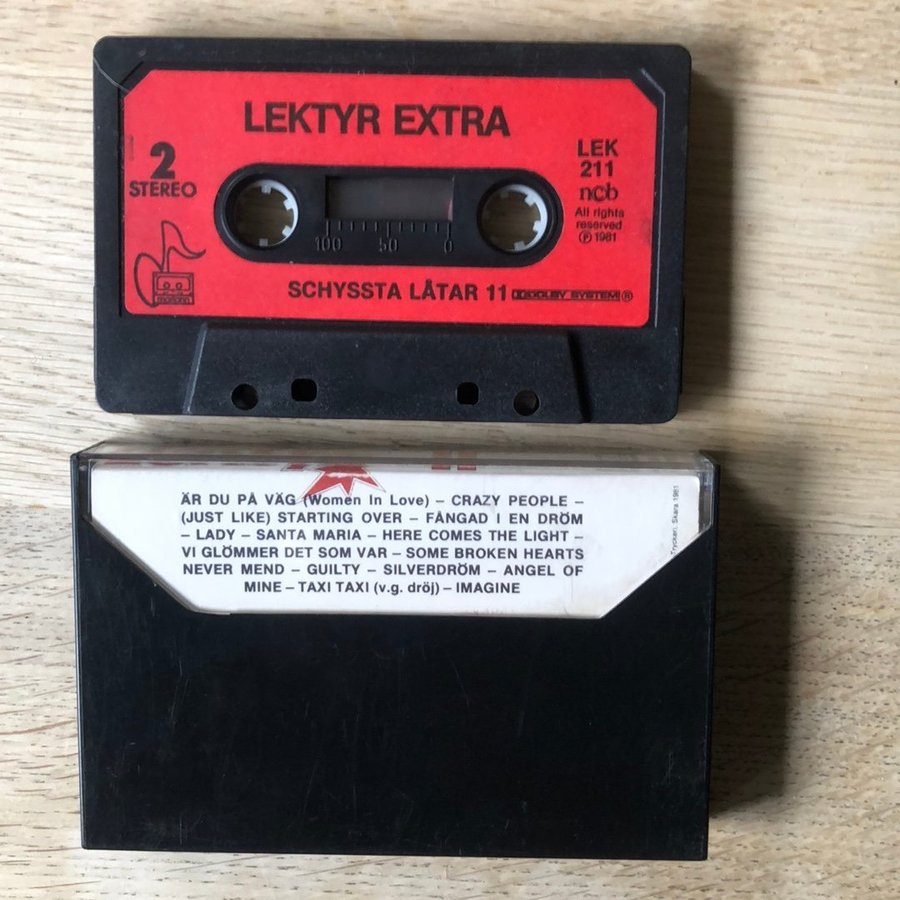 LEKTYR EXTRA
2
STEREO
LEK
211
ncb
All rights
reserved
Ⓟ 1981
100 50 0
SCHYSSTA LÅTAR 11 DOLBY SYSTEM ®
ÄR DU PÅ VÄG (Women In Love) – CRAZY PEOPLE –
(JUST LIKE) STARTING OVER – FÅNGAD I EN DRÖM
– LADY – SANTA MARIA – HERE COMES THE LIGHT –
VI GLÖMMER DET SOM VAR – SOME BROKEN HEARTS
NEVER MEND – GUILTY – SILVERDRÖM – ANGEL OF
MINE – TAXI TAXI (v.g. dröj) – IMAGINE
Skara 1981